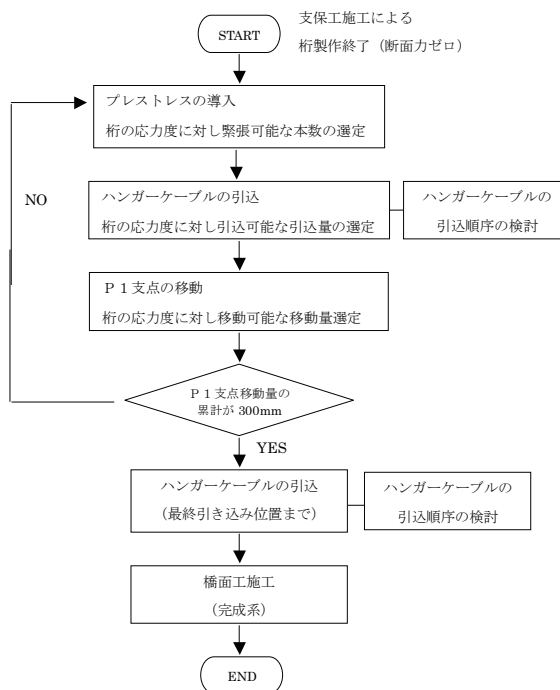 START
支保工施工による
桁製作終了（断面力ゼロ）
プレストレスの導入
桁の応力度に対し緊張可能な本数の選定
NO
ハンガーケーブルの引込
桁の応力度に対し引込可能な引込量の選定
ハンガーケーブルの
引込順序の検討
Ｐ１支点の移動
桁の応力度に対し移動可能な移動量選定
Ｐ１支点移動量の
累計が 300mm
YES
ハンガーケーブルの引込
（最終引き込み位置まで）
ハンガーケーブルの
引込順序の検討
橋面工施工
（完成系）
END